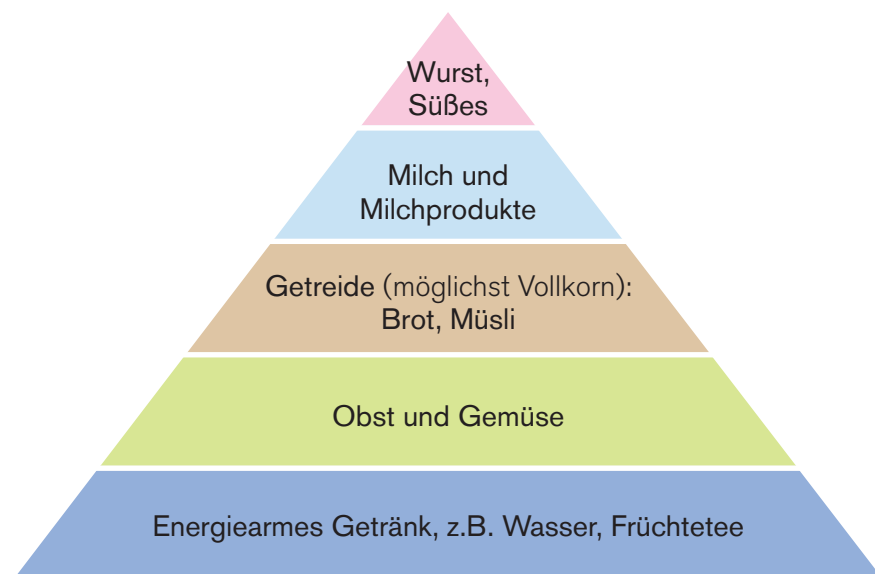 Wurst,
Süßes
Milch und
Milchprodukte
Getreide (möglichst Vollkorn):
Brot, Müsli
Obst und Gemüse
Energiearmes Getränk, z.B. Wasser, Früchtetee